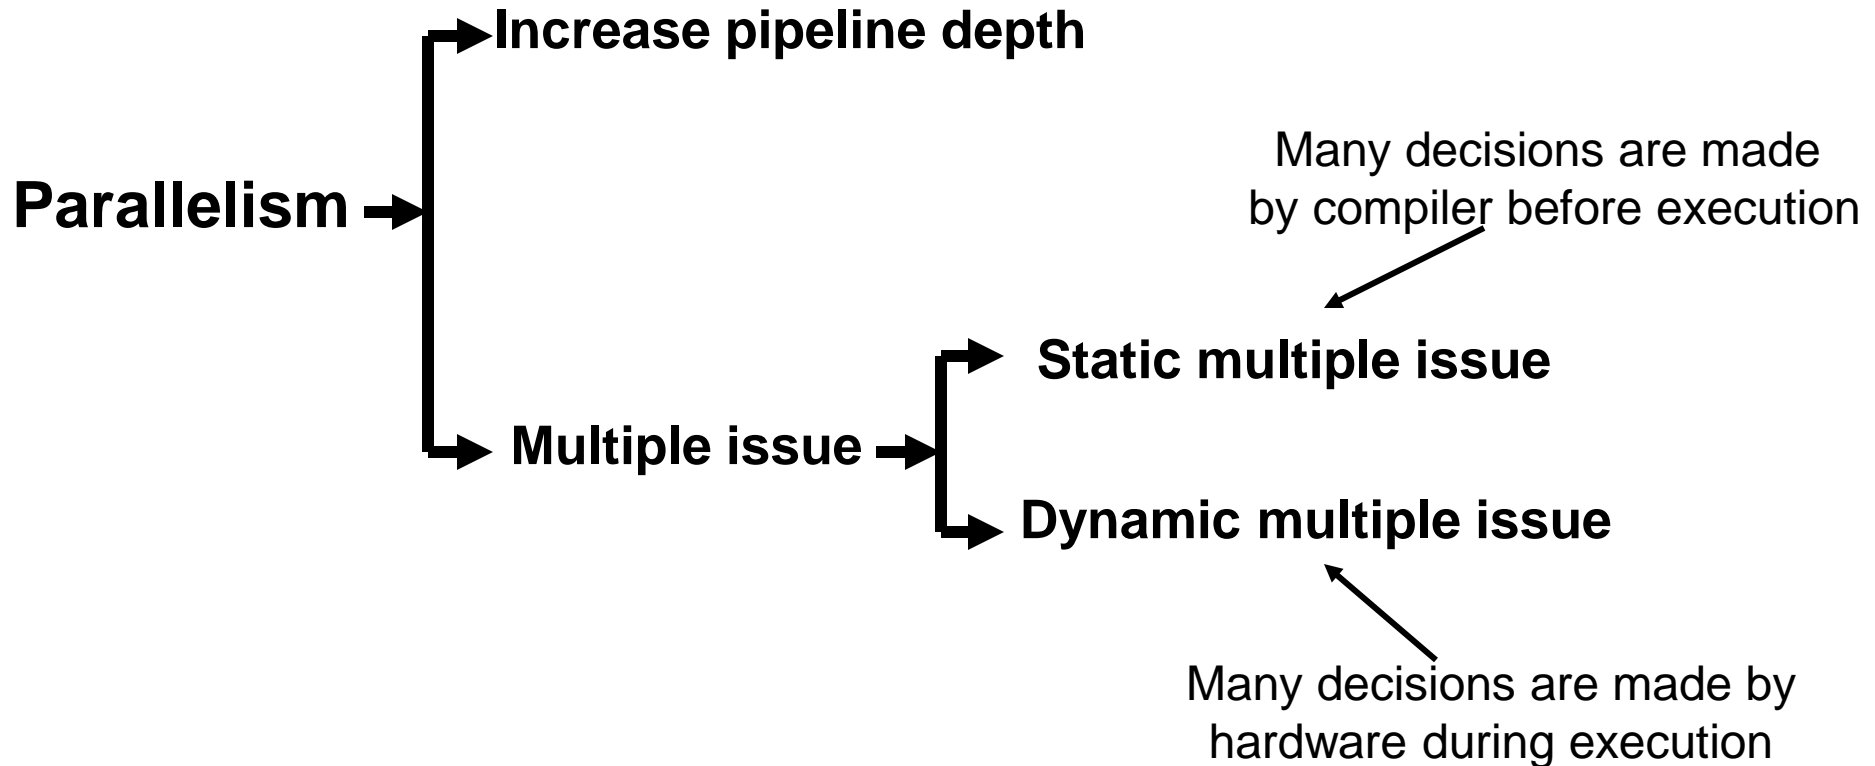 Increase pipeline depth
Many decisions are made
by compiler before execution
Parallelism
Static multiple issue
Multiple issue
Dynamic multiple issue
Many decisions are made by
hardware during execution